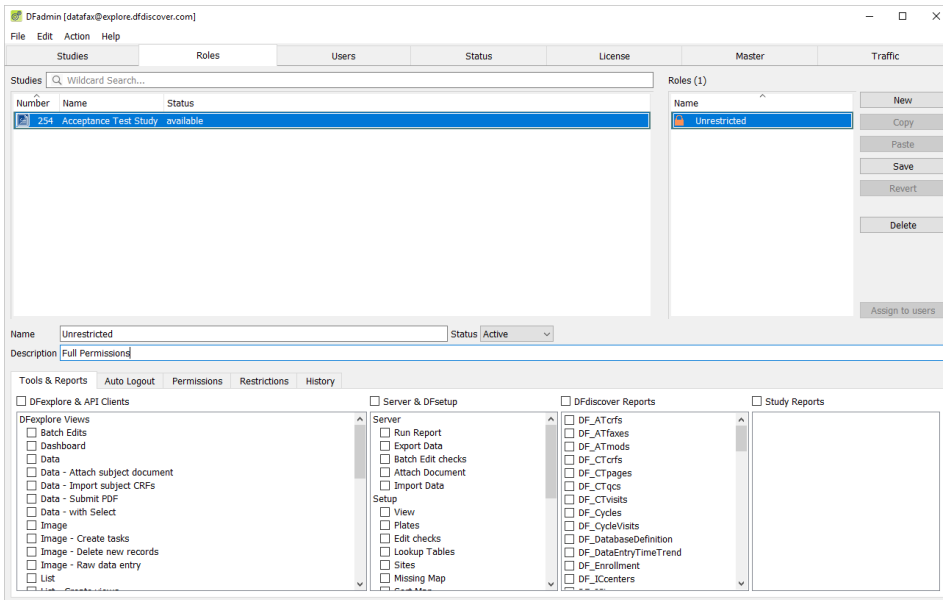 DFadmin [datafax@explore.dfdiscover.com]
File Edit Action Help
Studies Roles Users Status License Master Traffic
Studies Wildcard Search... Roles (1)
Number Name Status Name New
254 Acceptance Test Study available Unrestricted Copy
Paste
Save
Revert
Delete
Assign to users
Name Unrestricted Status Active
Description Full Permissions
Tools & Reports Auto Logout Permissions Restrictions History
DFexplore & API Clients Server & DFsetup DFdiscover Reports Study Reports
DFexplore Views Server DF_ATcrfs
Batch Edits Run Report DF_ATfaxes
Dashboard Export Data DF_ATmods
Data Batch Edit checks DF_CTcrfs
Data - Attach subject document Attach Document DF_CTpages
Data - Import subject CRFs Import Data DF_CTqcs
Data - Submit PDF Setup DF_CTvisits
Data - with Select View DF_Cycles
Image Plates DF_CycleVisits
Image - Create tasks Edit checks DF_DatabaseDefinition
Image - Delete new records Lookup Tables DF_DataEntryTimeTrend
Image - Raw data entry Sites DF_Enrollment
List Missing Map DF_ICcenters